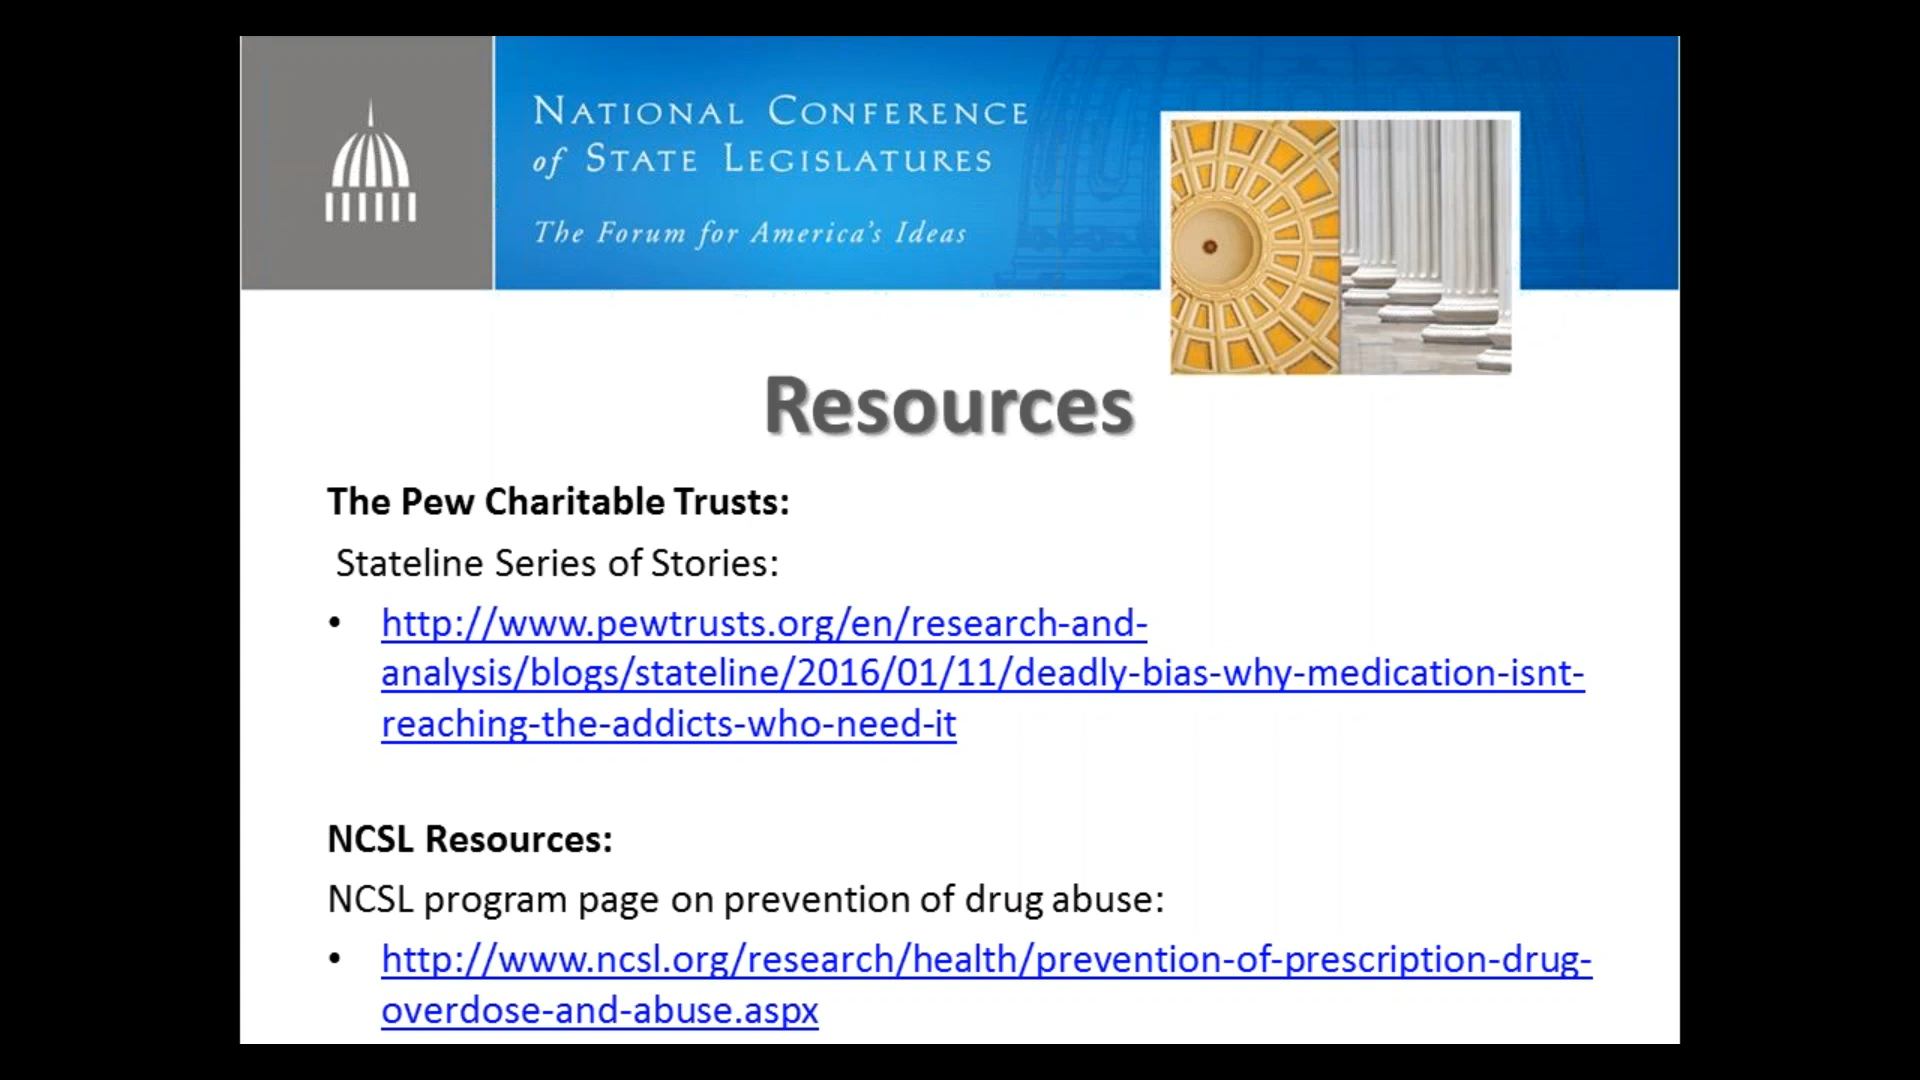 NATIONAL CONFERENCE
of STATE LEGISLATURES
The Forum for America's Ideas
Resources
The Pew Charitable Trusts:
Stateline Series of Stories:
• http://www.pewtrusts.org/en/research-and-
analysis/blogs/stateline/2016/01/11/deadly-bias-why-medication-isnt-
reaching-the-addicts-who-need-it
NCSL Resources:
NCSL program page on prevention of drug abuse:
• http://www.ncsl.org/research/health/prevention-of-prescription-drug-
overdose-and-abuse.aspx